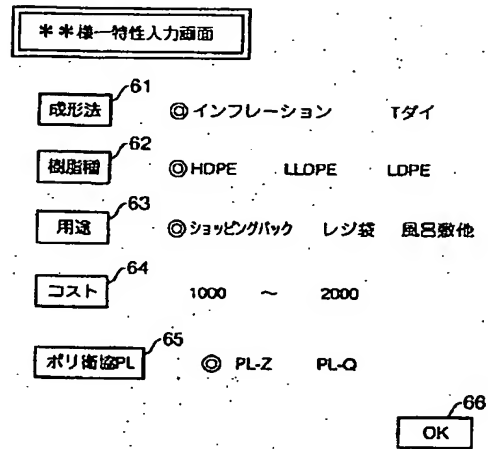 ＊＊様一特性入力画面
61
成形法 ◎インフレーション Tダイ
62
樹脂種 ◎HDPE LLDPE LDPE
63
用途 ◎ショッピングバック レジ袋 風呂敷他
64
コスト 1000 ～ 2000
65
ポリ衛協PL ◎ PL-Z PL-Q
66
OK